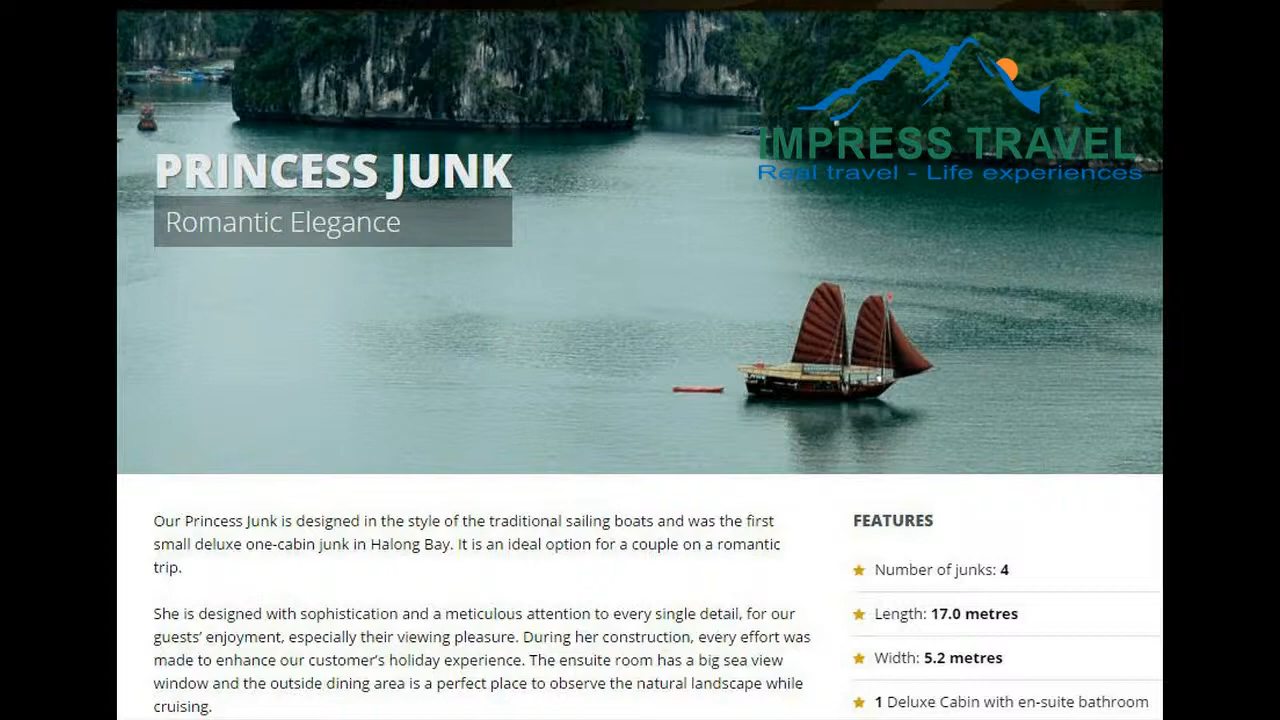 IMPRESS TRAVEL
Real travel - Life experiences
PRINCESS JUNK
Romantic Elegance
Our Princess Junk is designed in the style of the traditional sailing boats and was the first
small deluxe one-cabin junk in Halong Bay. It is an ideal option for a couple on a romantic
trip.
She is designed with sophistication and a meticulous attention to every single detail, for our
guests’ enjoyment, especially their viewing pleasure. During her construction, every effort was
made to enhance our customer’s holiday experience. The ensuite room has a big sea view
window and the outside dining area is a perfect place to observe the natural landscape while
cruising.
FEATURES
Number of junks: 4
Length: 17.0 metres
Width: 5.2 metres
1 Deluxe Cabin with en-suite bathroom